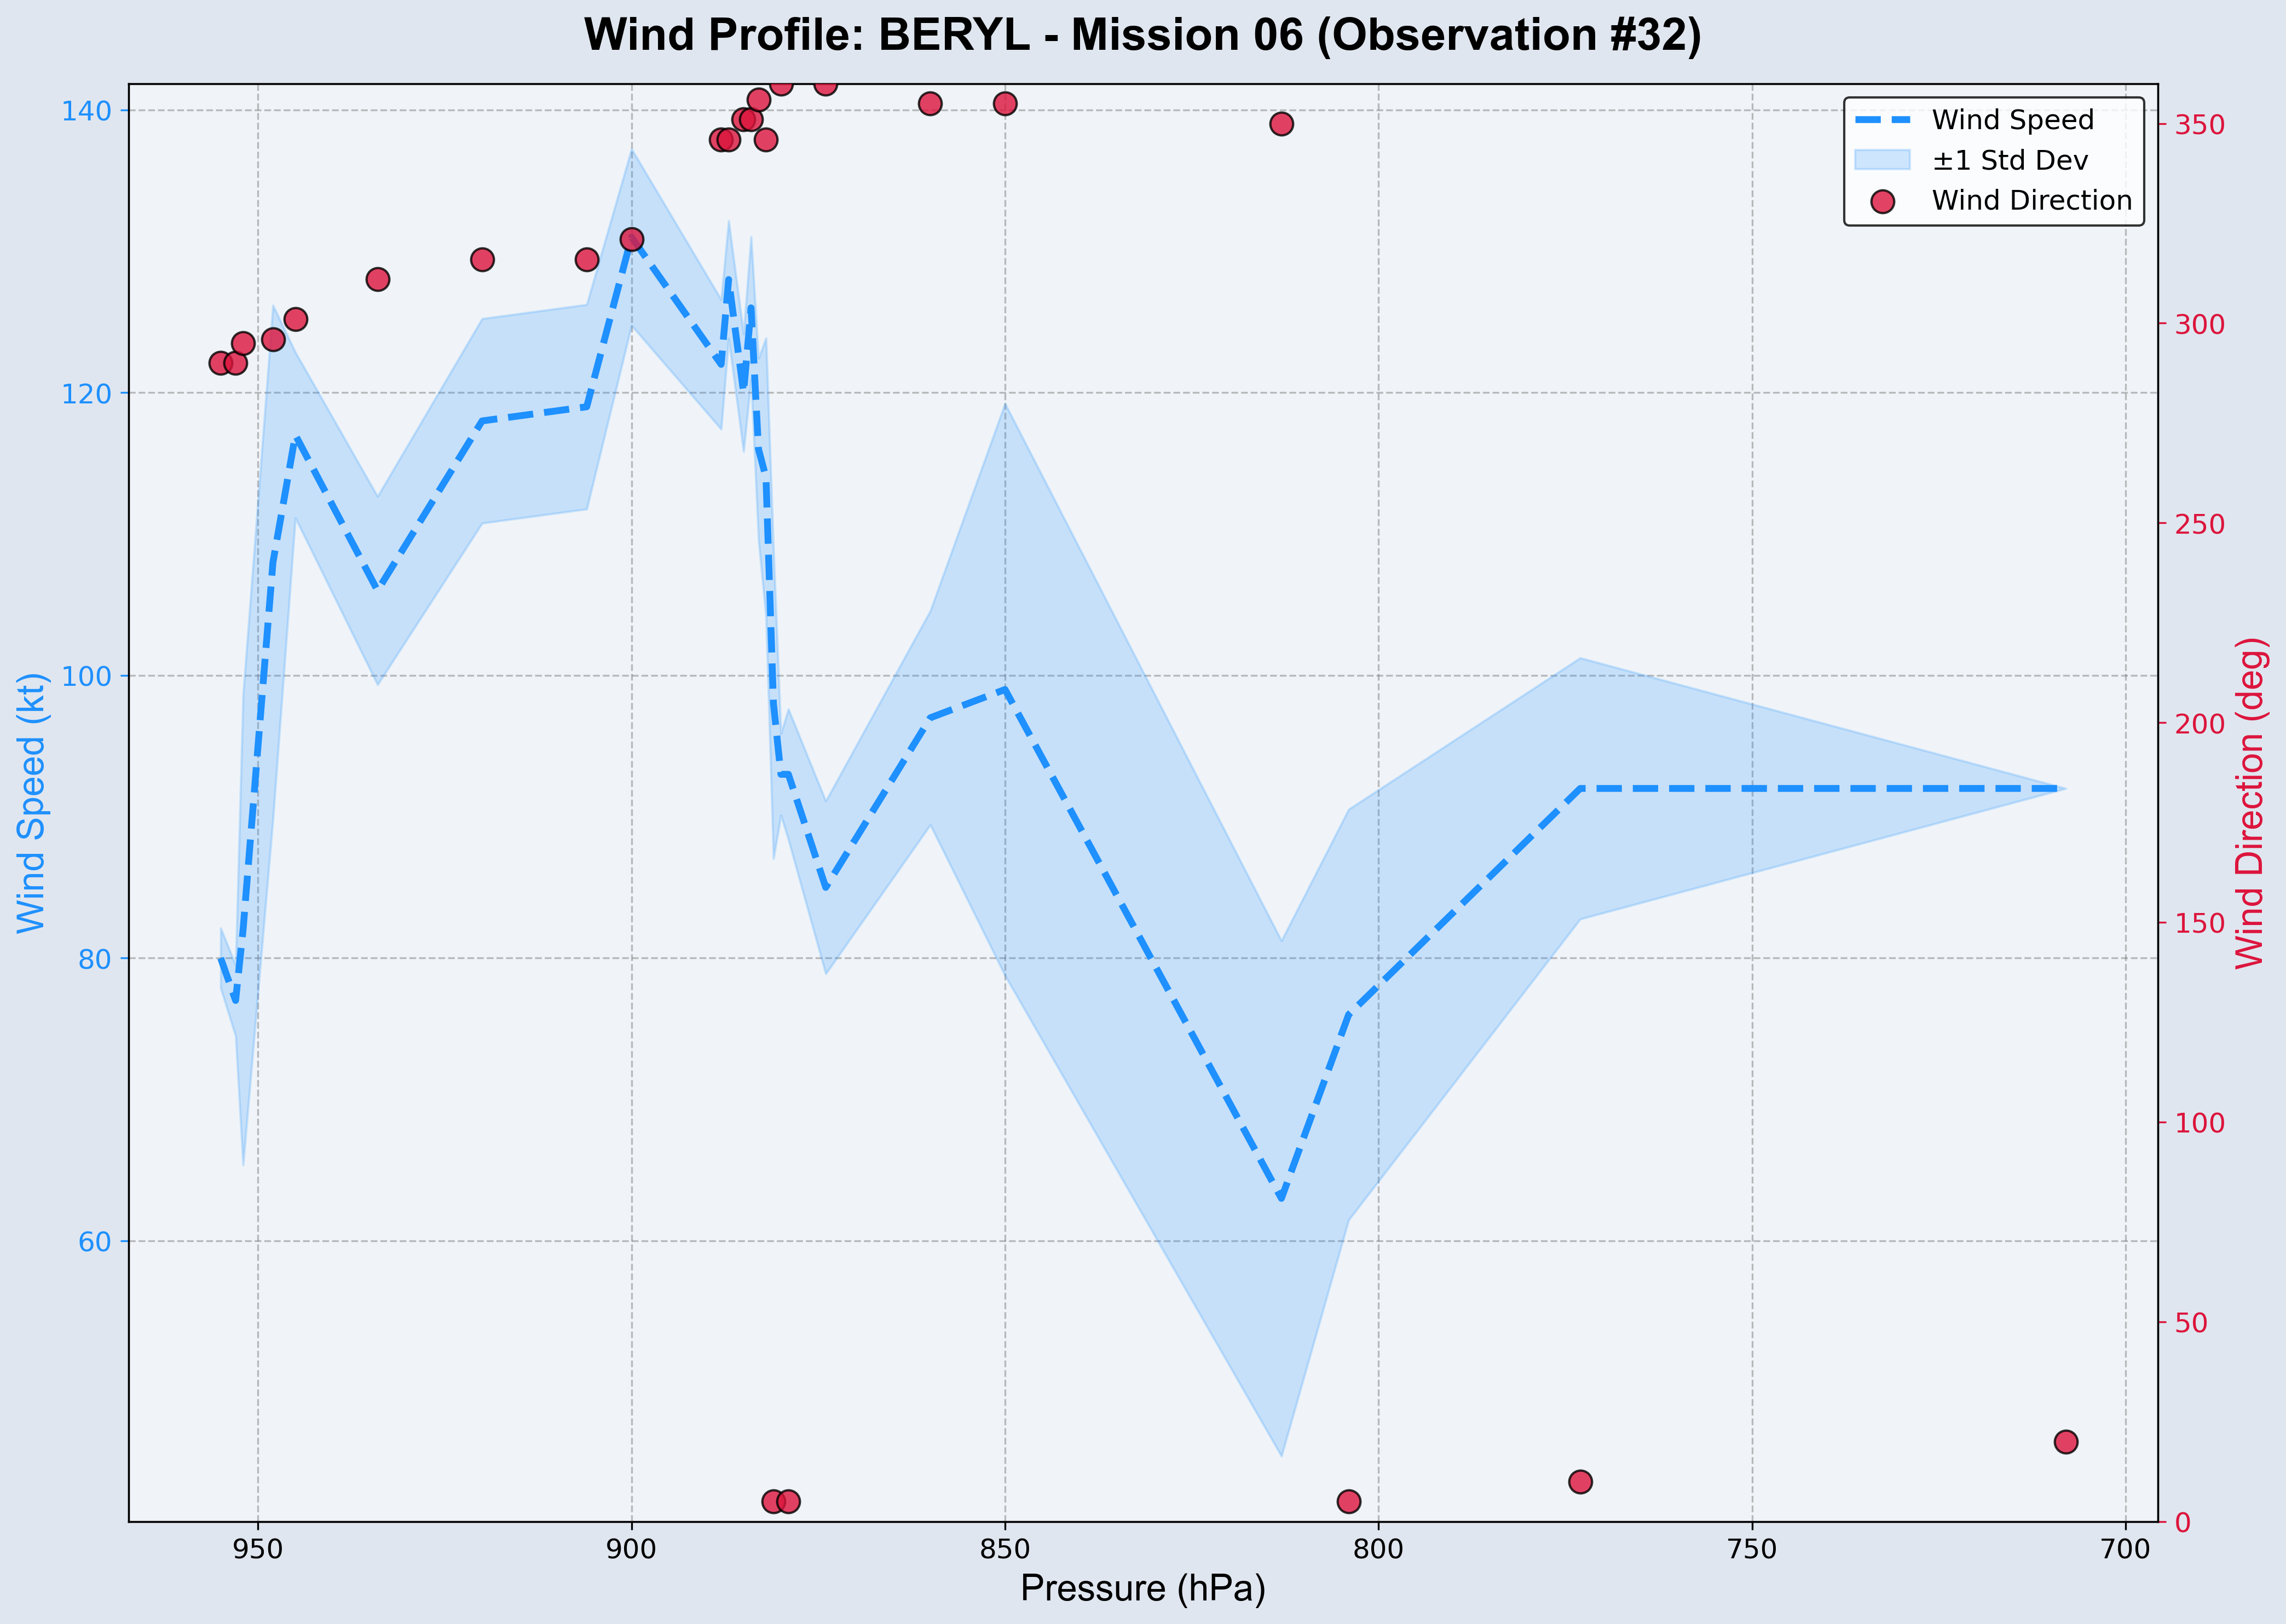 Wind Profile: BERYL - Mission 06 (Observation #32)
Wind Speed
±1 Std Dev
Wind Direction
140
120
100
80
60
Wind Speed (kt)
350
300
250
200
150
100
50
0
Wind Direction (deg)
950
900
850
800
750
700
Pressure (hPa)